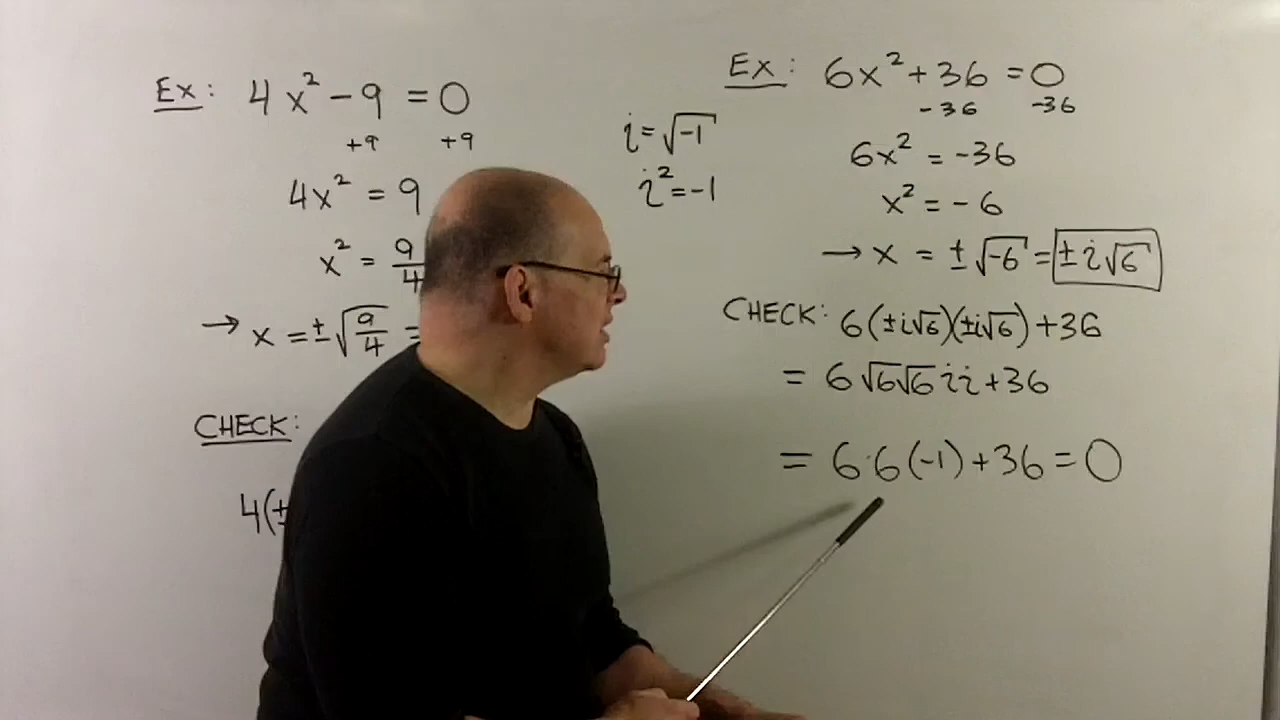 Ex: 4x² - 9 = 0
+9 +9
4x² = 9
x² = 9/4
→ x = ±√(9/4) =
CHECK:
4(±
i = √-1
i² = -1
Ex: 6x² + 36 = 0
-36 -36
6x² = -36
x² = -6
→ x = ±√-6 = ±i√6
CHECK: 6(±i√6)(±i√6) + 36
= 6√6√6 i i + 36
= 6·6(-1) + 36 = 0